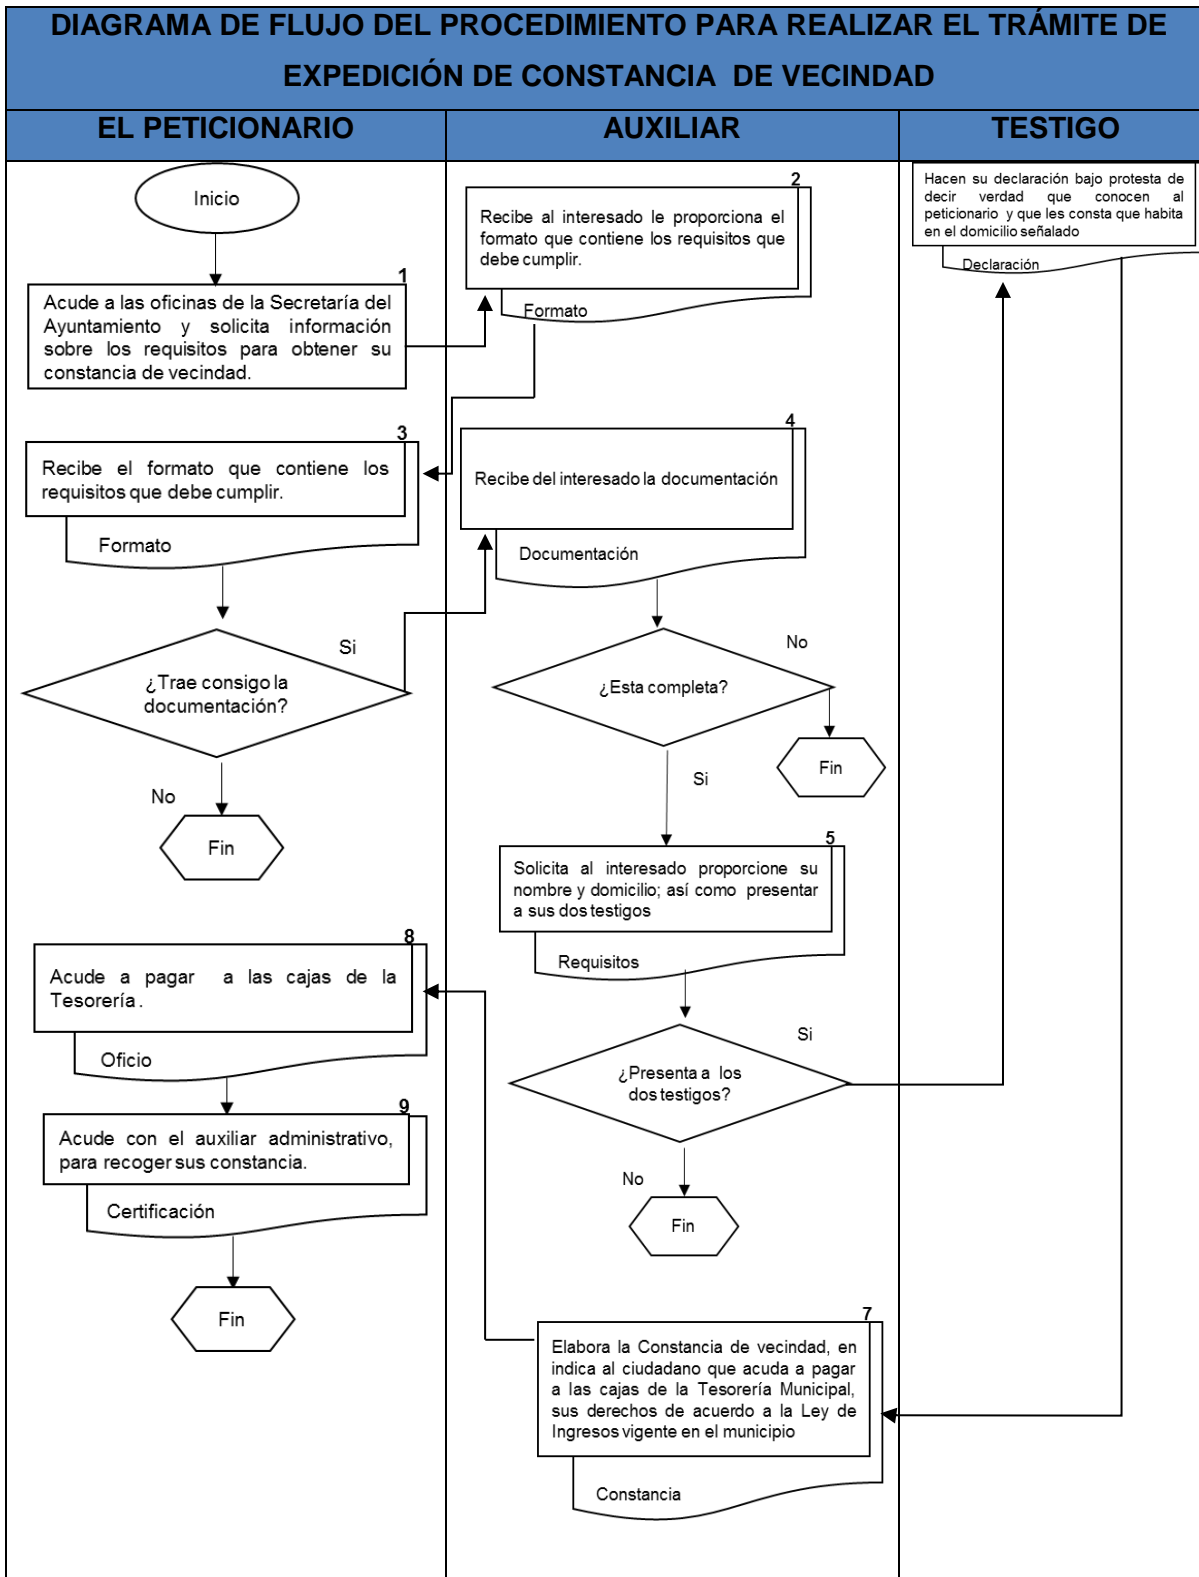 DIAGRAMA DE FLUJO DEL PROCEDIMIENTO PARA REALIZAR EL TRÁMITE DE
EXPEDICIÓN DE CONSTANCIA DE VECINDAD
EL PETICIONARIO
AUXILIAR
TESTIGO
Inicio
1
Acude a las oficinas de la Secretaría del
Ayuntamiento y solicita información
sobre los requisitos para obtener su
constancia de vecindad.
2
Recibe al interesado le proporciona el
formato que contiene los requisitos que
debe cumplir.
Formato
Hacen su declaración bajo protesta de
decir verdad que conocen al
peticionario y que les consta que habita
en el domicilio señalado
Declaración
3
Recibe el formato que contiene los
requisitos que debe cumplir.
Formato
4
Recibe del interesado la documentación
Documentación
¿Trae consigo la
documentación?
Si
No
Fin
¿Esta completa?
No
Fin
Si
5
Solicita al interesado proporcione su
nombre y domicilio; así como presentar
a sus dos testigos
Requisitos
¿Presenta a los
dos testigos?
Si
No
Fin
8
Acude a pagar a las cajas de la
Tesorería.
Oficio
9
Acude con el auxiliar administrativo,
para recoger sus constancia.
Certificación
Fin
7
Elabora la Constancia de vecindad, en
indica al ciudadano que acuda a pagar
a las cajas de la Tesorería Municipal,
sus derechos de acuerdo a la Ley de
Ingresos vigente en el municipio
Constancia